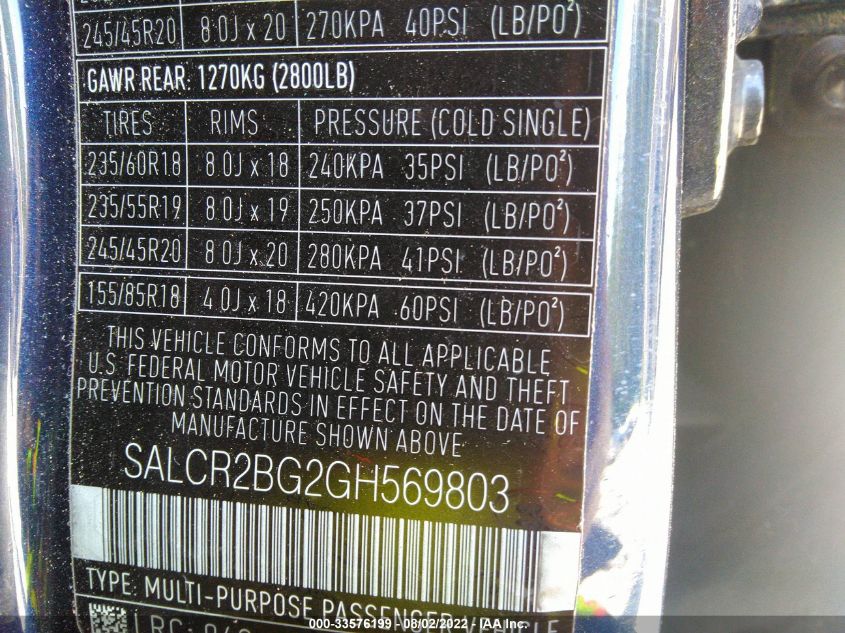 245/45R20 8.0J x 20 270KPA 40PSI (LB/PO²)
GAWR REAR: 1270KG (2800LB)
TIRES RIMS PRESSURE (COLD SINGLE)
235/60R18 8.0J x 18 240KPA 35PSI (LB/PO²)
235/55R19 8.0J x 19 250KPA 37PSI (LB/PO²)
245/45R20 8.0J x 20 280KPA 41PSI (LB/PO²)
155/85R18 4.0J x 18 420KPA 60PSI (LB/PO²)
THIS VEHICLE CONFORMS TO ALL APPLICABLE
U.S. FEDERAL MOTOR VEHICLE SAFETY AND THEFT
PREVENTION STANDARDS IN EFFECT ON THE DATE OF
MANUFACTURE SHOWN ABOVE
SALCR2BG2GH569803
TYPE: MULTI-PURPOSE PASSENGER VEHICLE
000-33576199 - 08/02/2022 - IAA Inc.